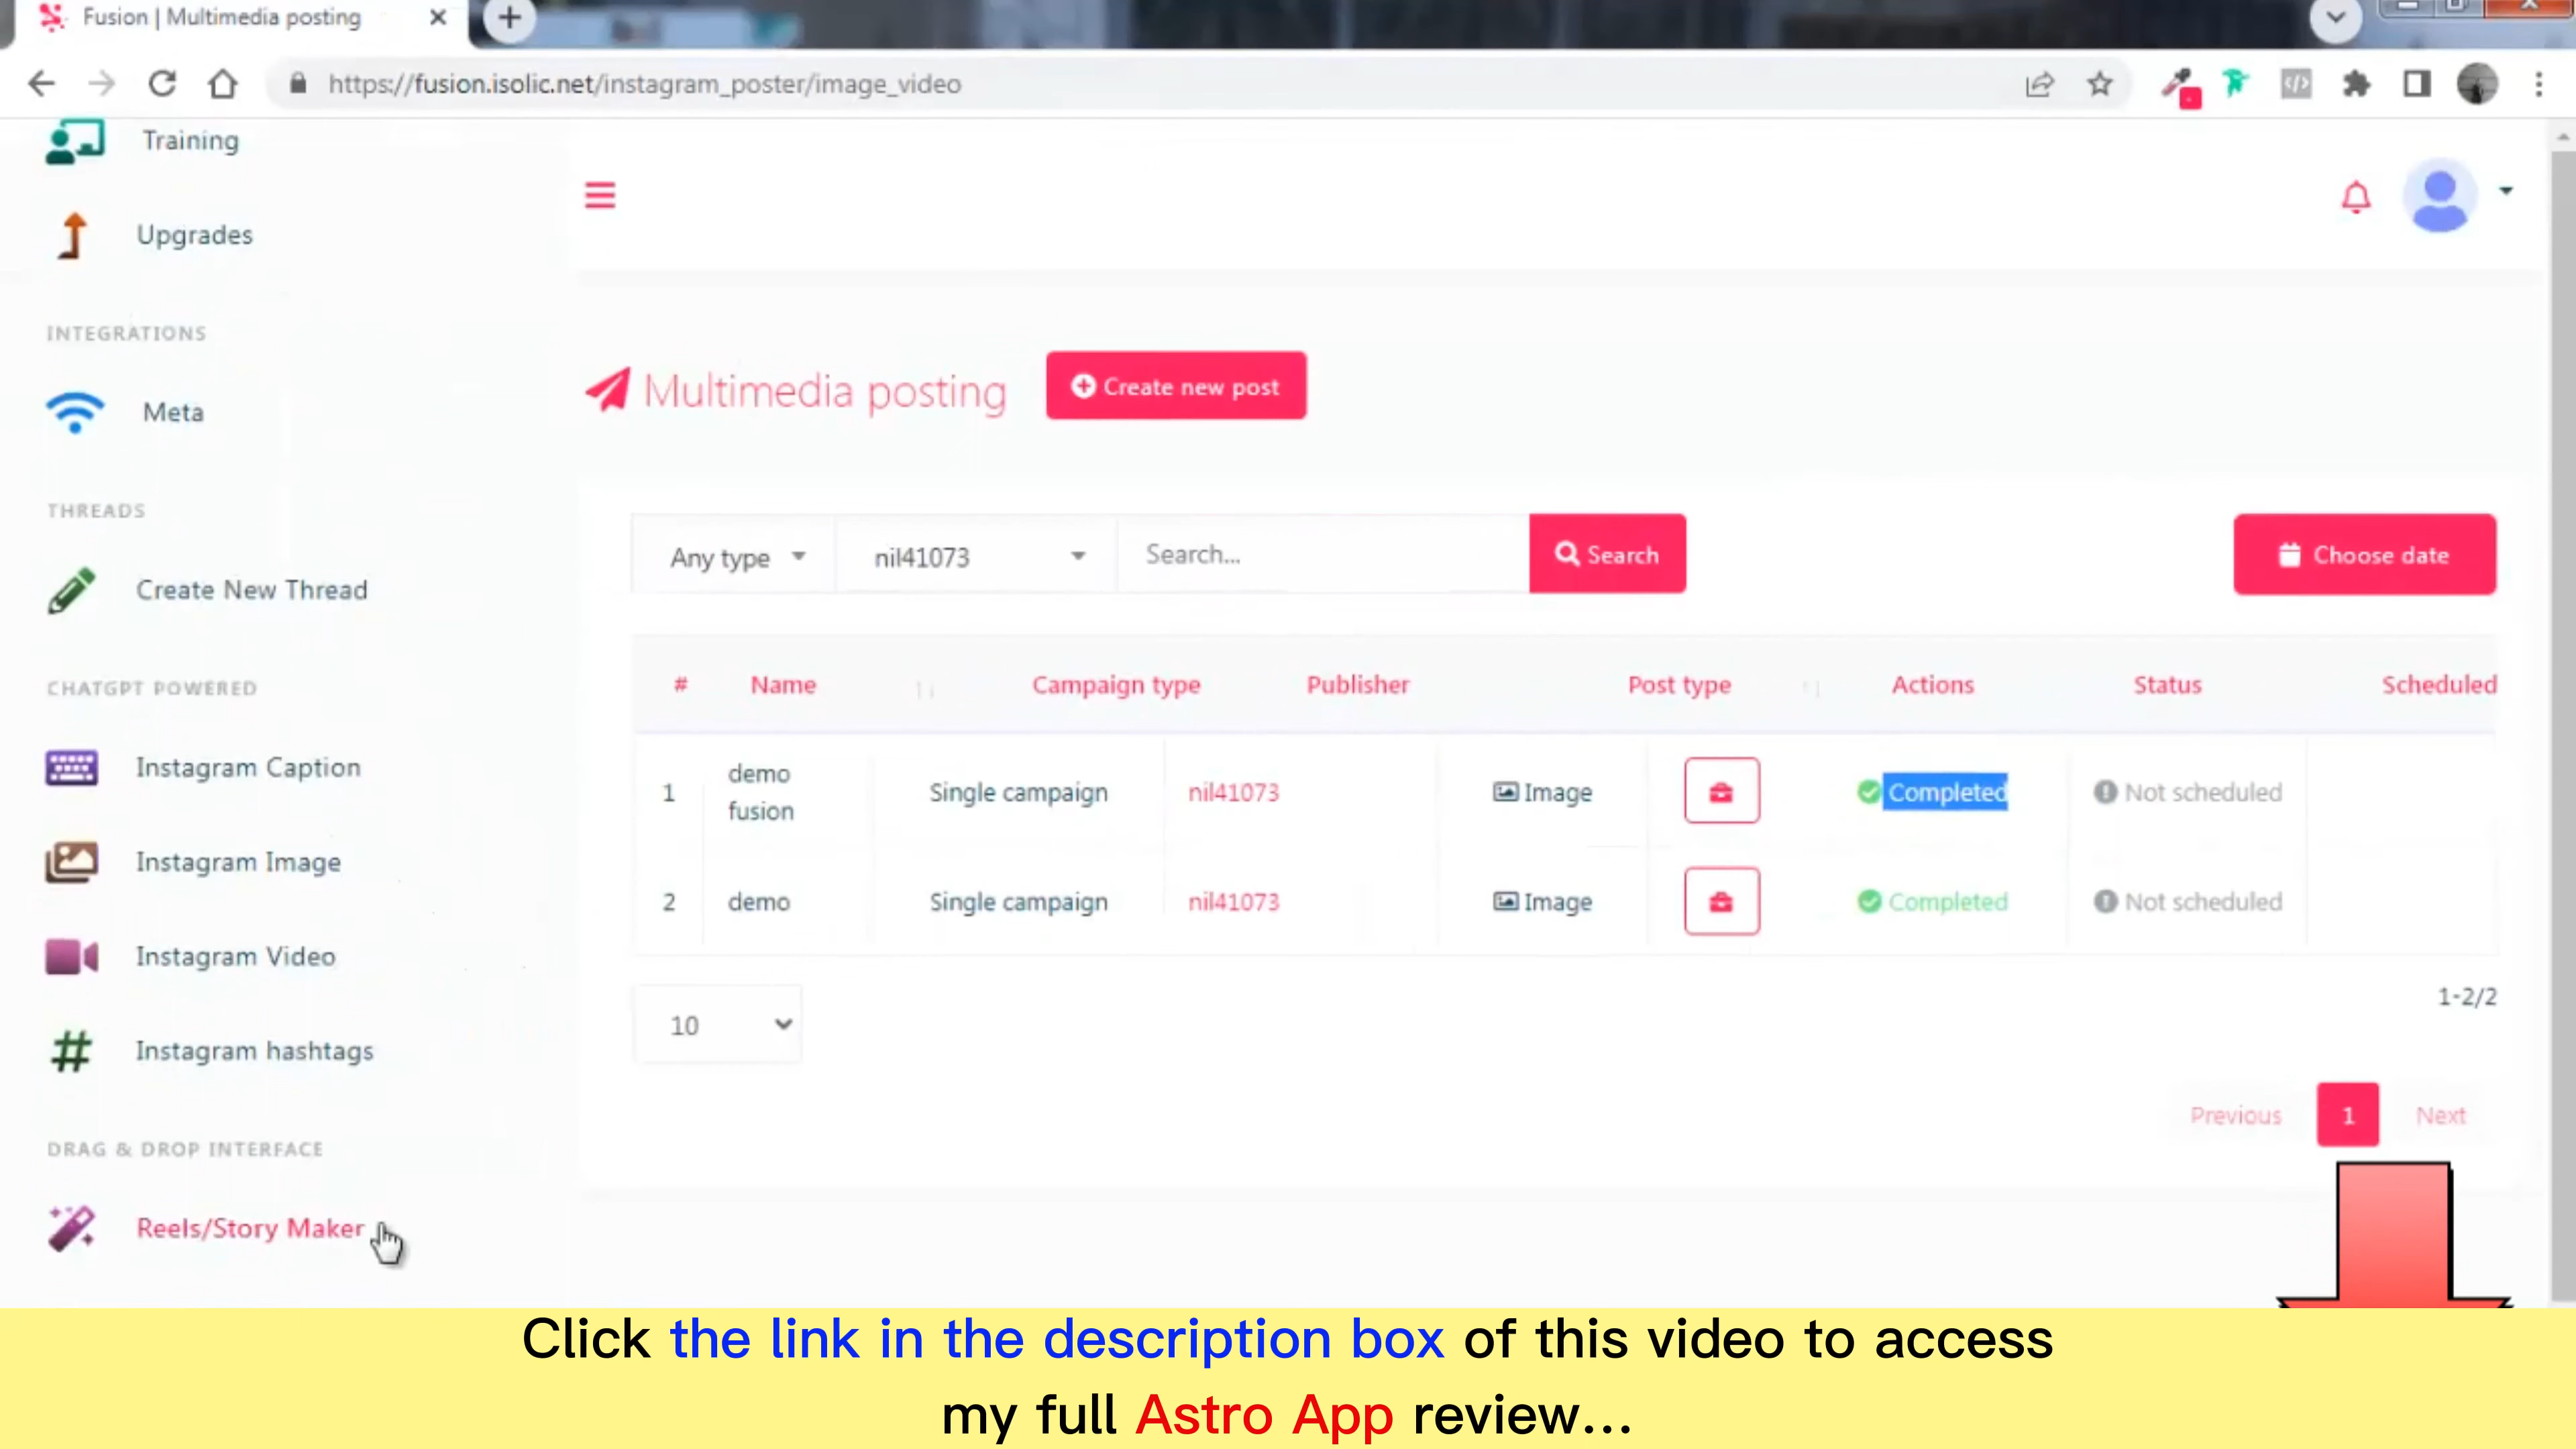 Fusion | Multimedia posting
https://fusion.isolic.net/instagram_poster/image_video
Training
Upgrades
INTEGRATIONS
Meta
THREADS
Create New Thread
CHATGPT POWERED
Instagram Caption
Instagram Image
Instagram Video
Instagram hashtags
DRAG & DROP INTERFACE
Reels/Story Maker
Multimedia posting
Create new post
Any type nil41073 Search... Search Choose date
# Name Campaign type Publisher Post type Actions Status Scheduled
1 demo fusion Single campaign nil41073 Image Completed Not scheduled
2 demo Single campaign nil41073 Image Completed Not scheduled
10
1-2/2
Previous 1 Next
Click the link in the description box of this video to access
my full Astro App review...